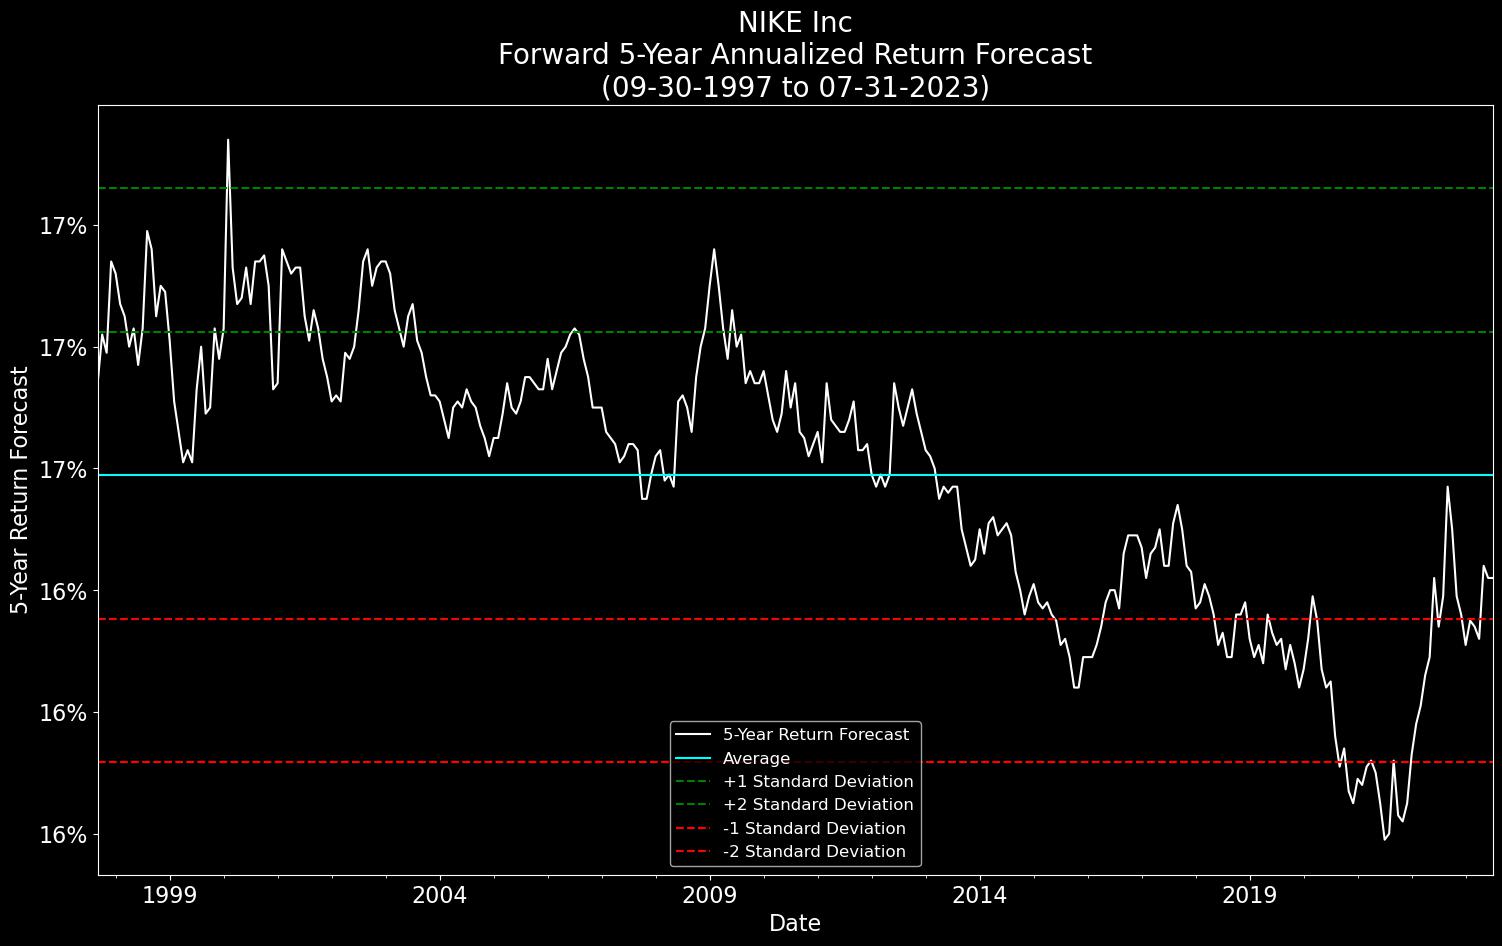 NIKE Inc
Forward 5-Year Annualized Return Forecast
(09-30-1997 to 07-31-2023)
5-Year Return Forecast
17%
17%
17%
16%
16%
16%
5-Year Return Forecast
Average
+1 Standard Deviation
+2 Standard Deviation
-1 Standard Deviation
-2 Standard Deviation
1999 2004 2009 2014 2019
Date